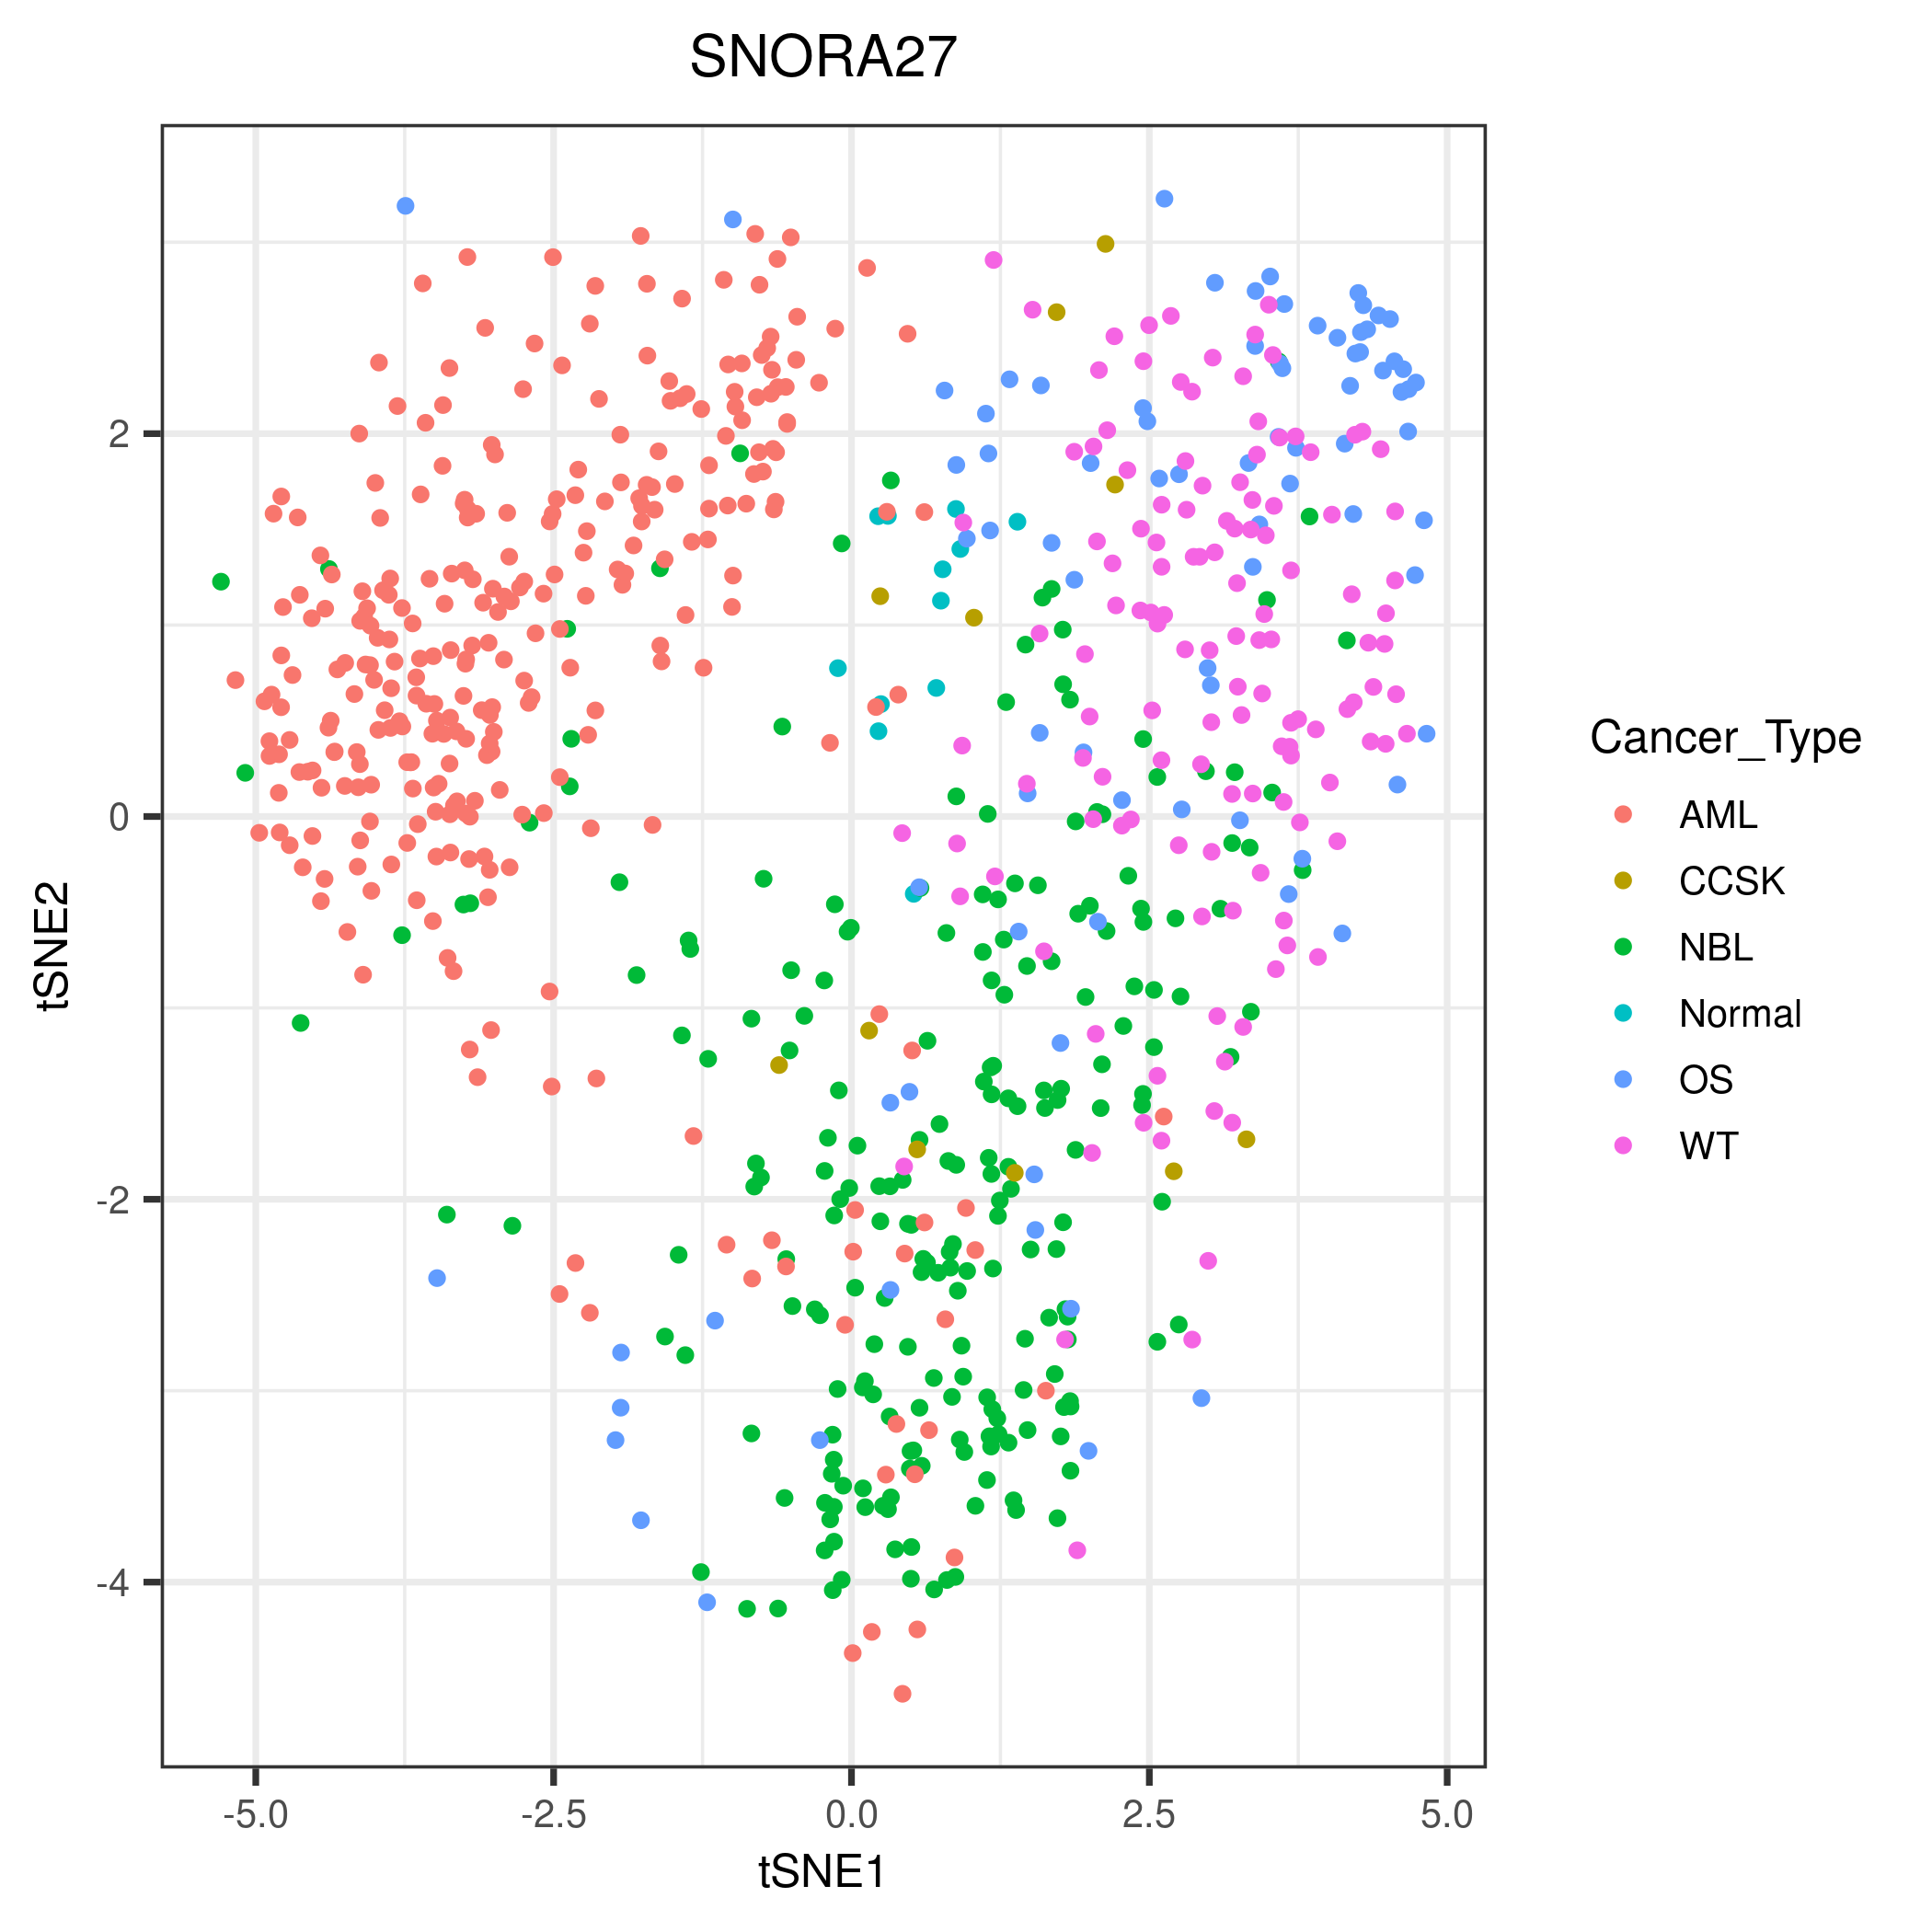 SNORA27
tSNE2
2
0
-2
-4
-5.0
-2.5
0.0
2.5
5.0
tSNE1
Cancer_Type
AML
CCSK
NBL
Normal
OS
WT